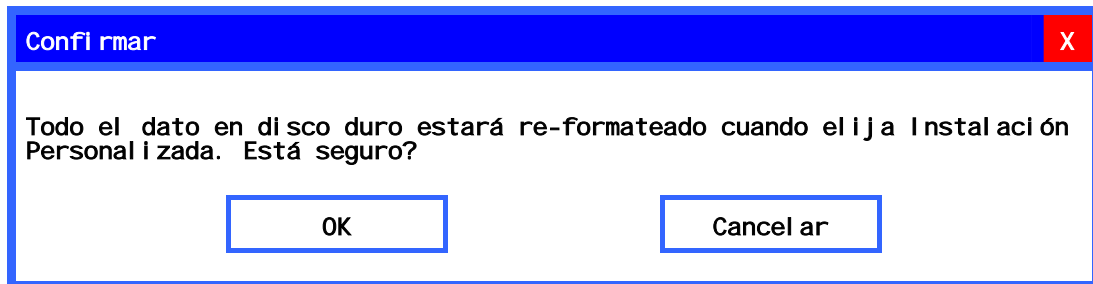 Confirmar
X
Todo el dato en disco duro estará re-formateado cuando elija Instalación
Personalizada. Está seguro?
OK
Cancelar